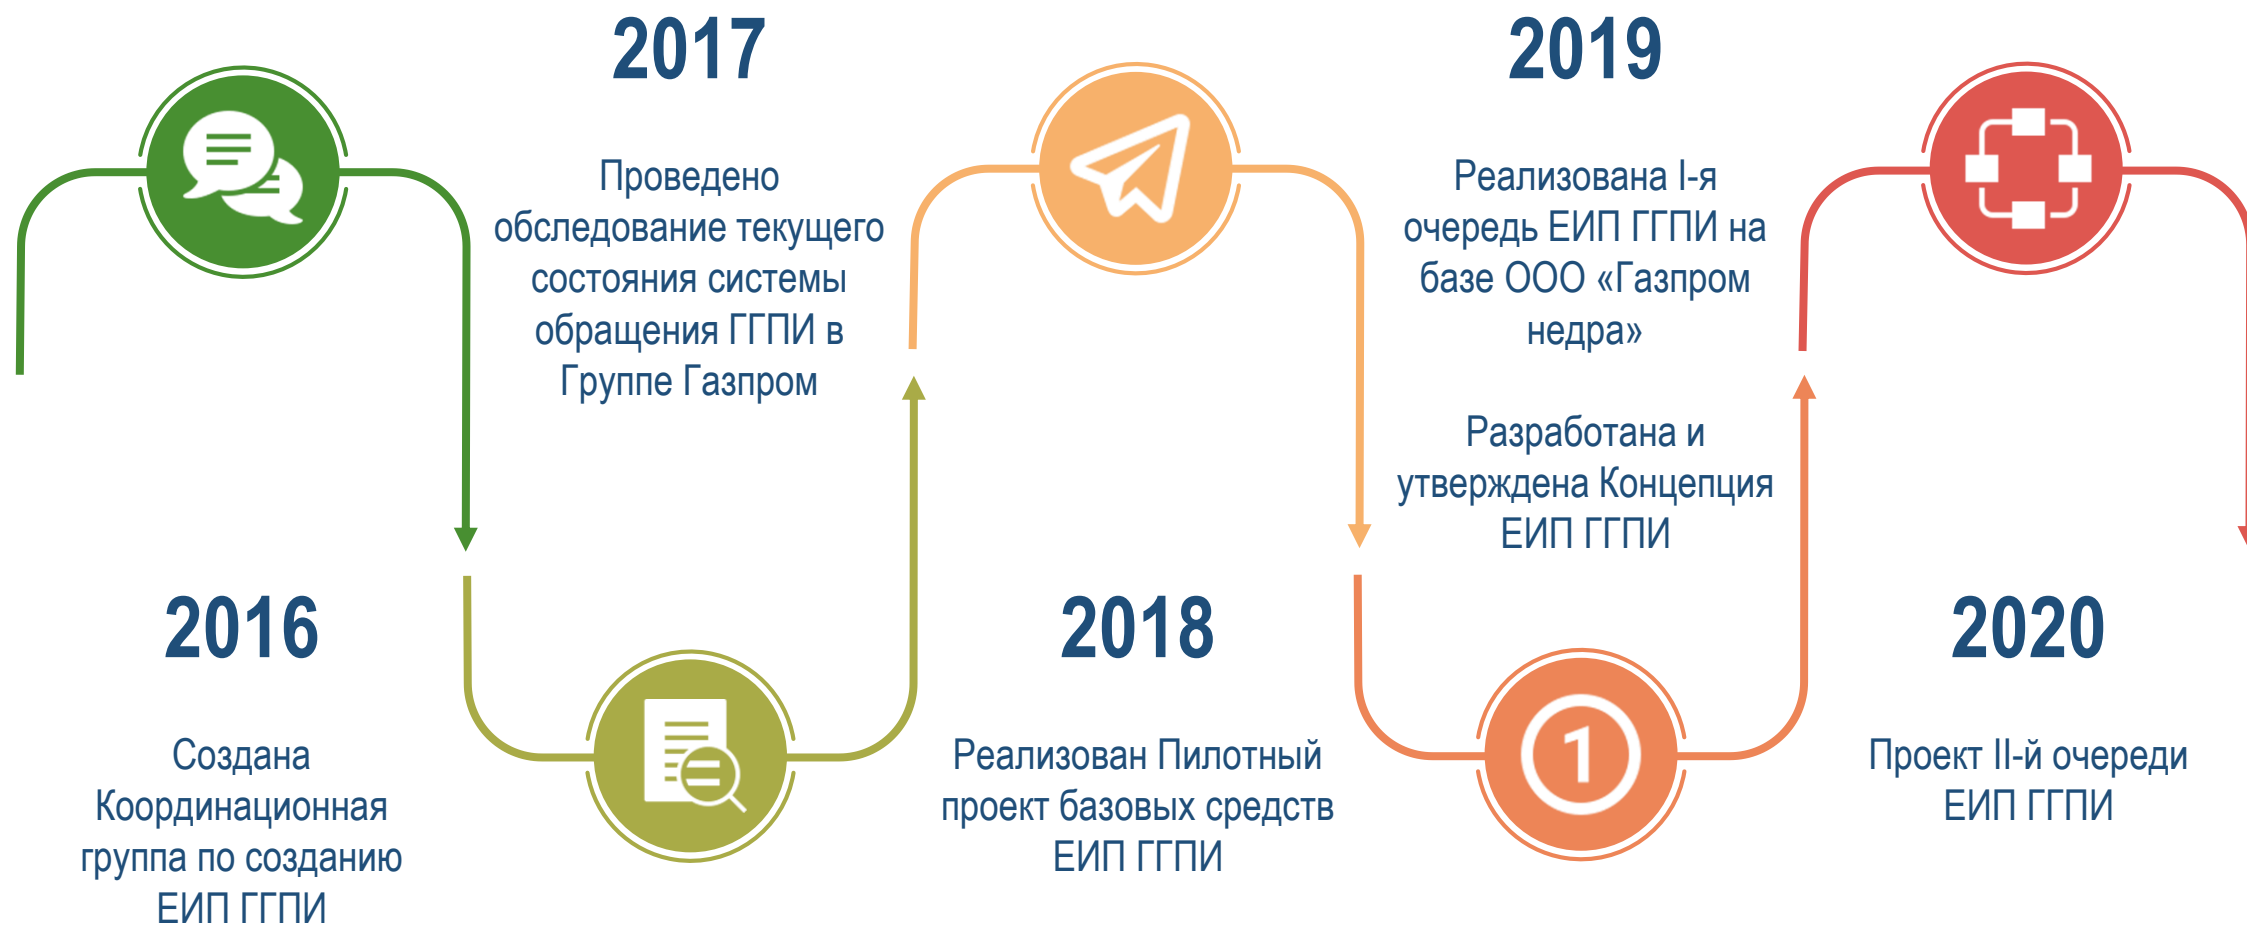 2016
Создана
Координационная
группа по созданию
ЕИП ГГПИ
2017
Проведено
обследование текущего
состояния системы
обращения ГГПИ в
Группе Газпром
2018
Реализован Пилотный
проект базовых средств
ЕИП ГГПИ
2019
Реализована I-я
очередь ЕИП ГГПИ на
базе ООО «Газпром
недра»
Разработана и
утверждена Концепция
ЕИП ГГПИ
1
2020
Проект II-й очереди
ЕИП ГГПИ